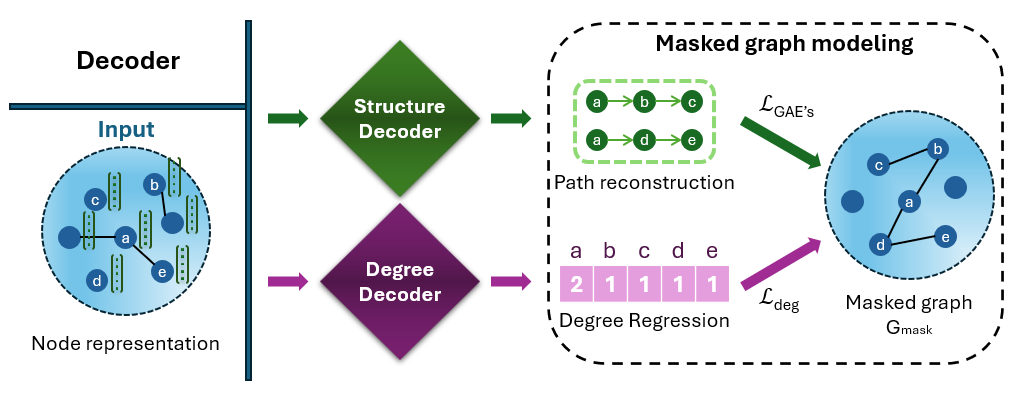 Decoder
Input
c
b
a
d
e
Node representation
Structure
Decoder
Degree
Decoder
Masked graph modeling
a b c
a d e
Path reconstruction
a b c d e
2 1 1 1 1
Degree Regression
ℒGAE's
ℒdeg
c
b
a
d
e
Masked graph
Gmask